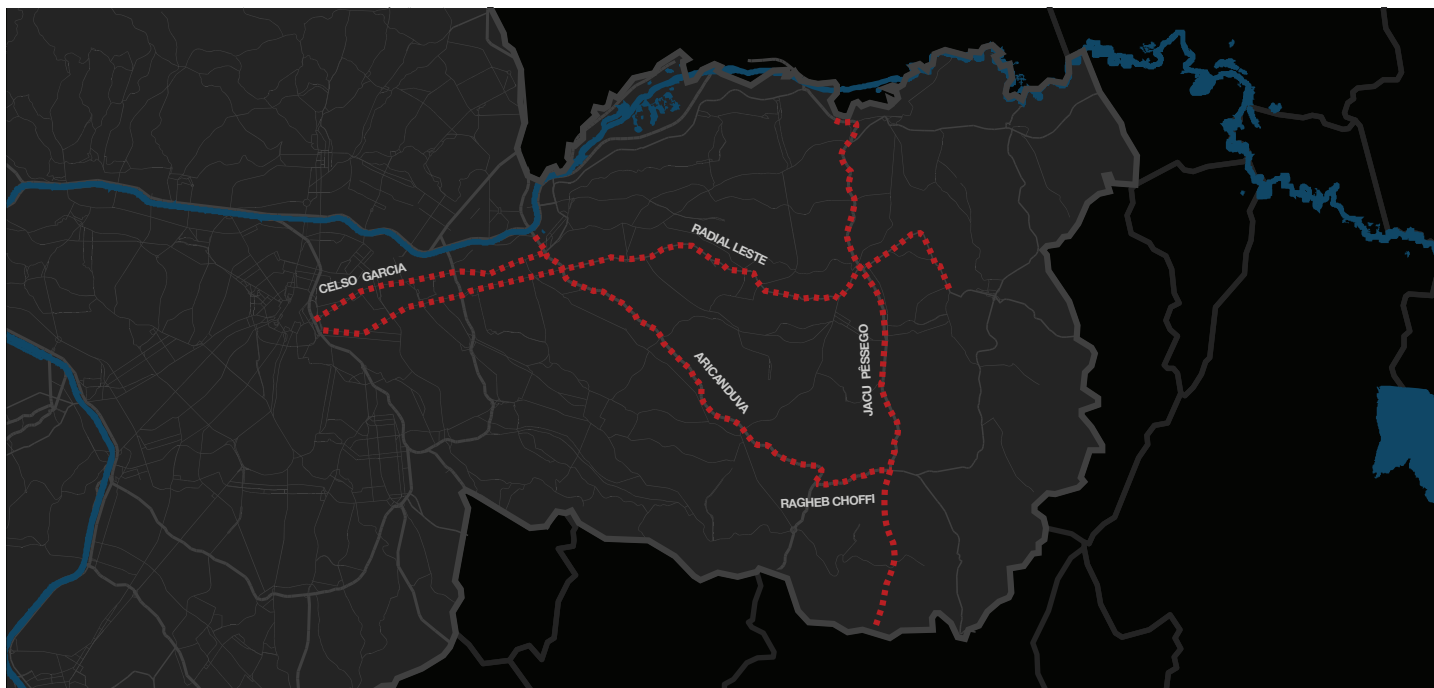 RADIAL LESTE
CELSO GARCIA
JACU PÊSSEGO
ARICANDUVA
RAGHEB CHOFFI